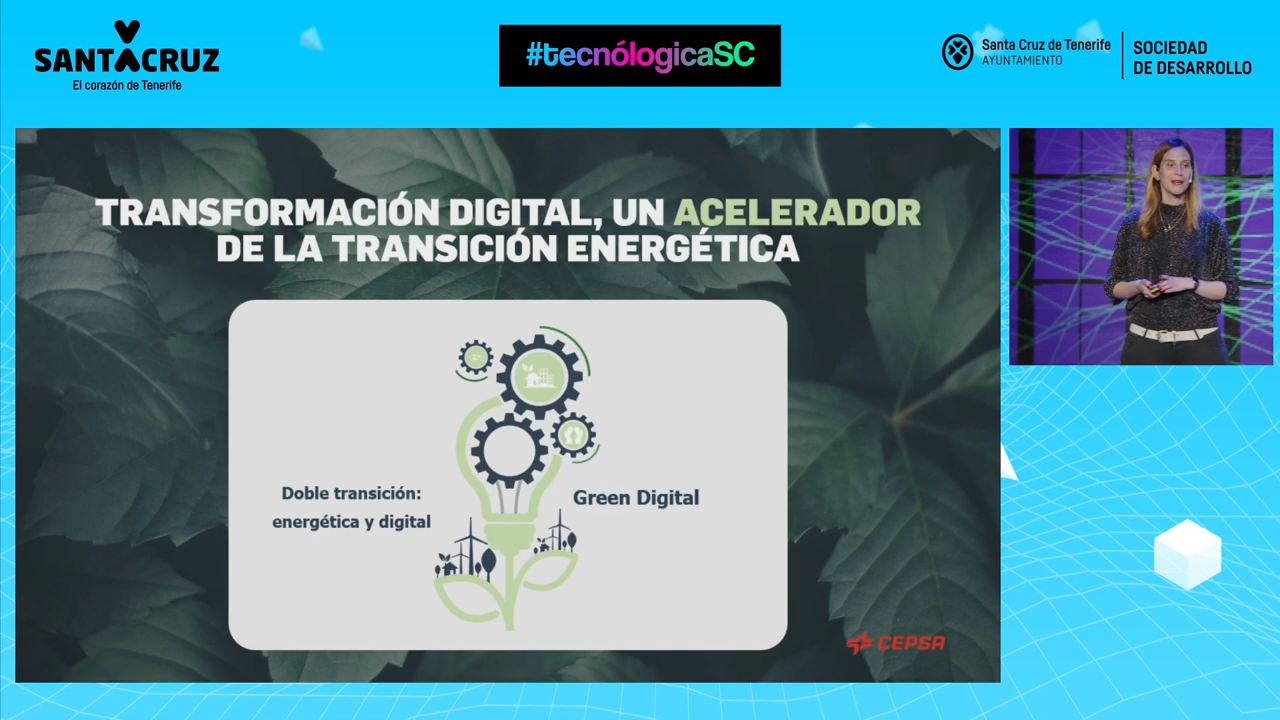 SANTACRUZ
El corazón de Tenerife
#tecnólogicaSC
Santa Cruz de Tenerife
AYUNTAMIENTO
SOCIEDAD
DE DESARROLLO
TRANSFORMACIÓN DIGITAL, UN ACELERADOR
DE LA TRANSICIÓN ENERGÉTICA
Doble transición:
energética y digital
Green Digital
CEPSA